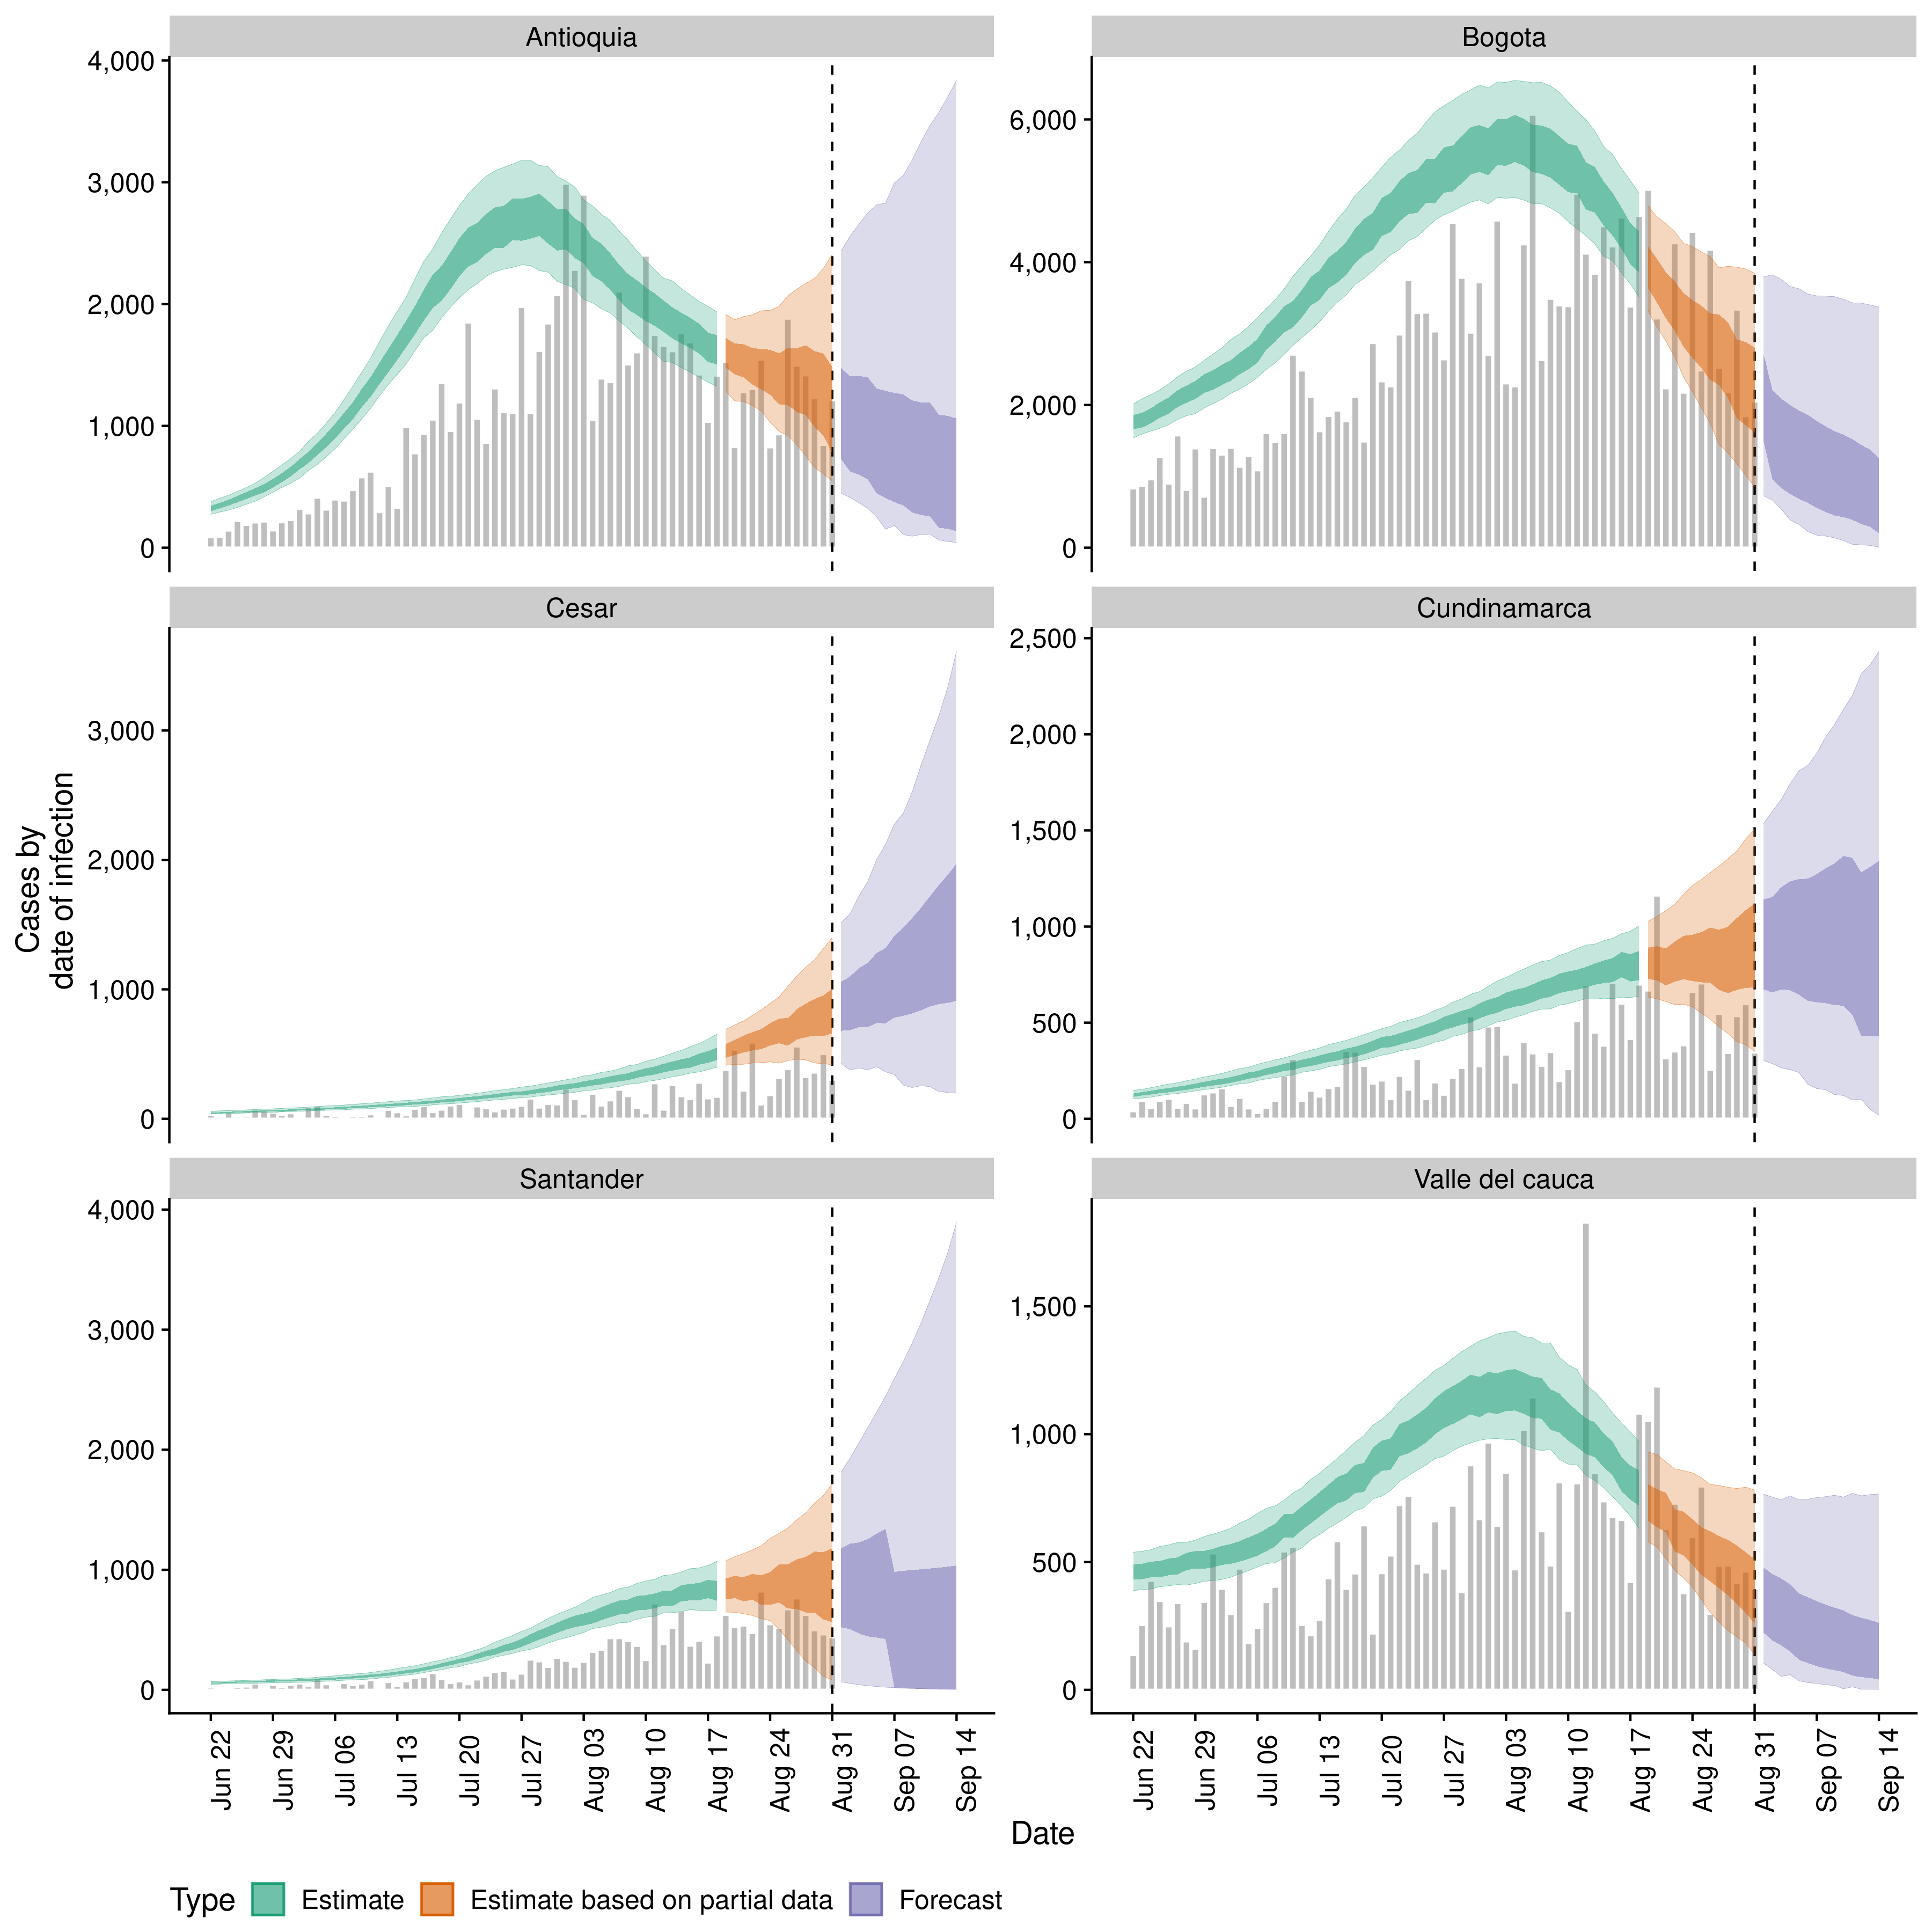 Antioquia
Bogota
4,000
3,000
2,000
1,000
0
6,000
4,000
2,000
0
Cesar
Cundinamarca
3,000
2,000
1,000
0
2,500
2,000
1,500
1,000
500
0
Santander
Valle del cauca
4,000
3,000
2,000
1,000
0
1,500
1,000
500
0
Cases by
date of infection
Jun 22
Jun 29
Jul 06
Jul 13
Jul 20
Jul 27
Aug 03
Aug 10
Aug 17
Aug 24
Aug 31
Sep 07
Sep 14
Jun 22
Jun 29
Jul 06
Jul 13
Jul 20
Jul 27
Aug 03
Aug 10
Aug 17
Aug 24
Aug 31
Sep 07
Sep 14
Date
Type Estimate Estimate based on partial data Forecast